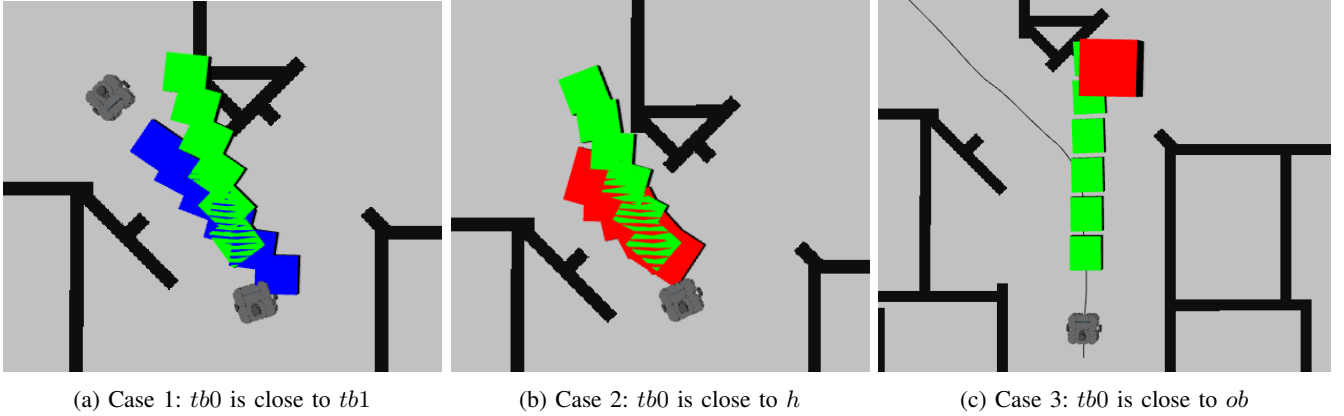 (a) Case 1: tb0 is close to tb1
(b) Case 2: tb0 is close to h
(c) Case 3: tb0 is close to ob